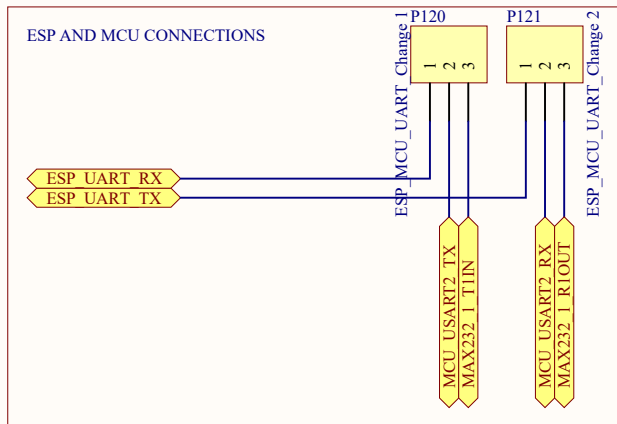 ESP AND MCU CONNECTIONS
P120
P121
ESP_MCU_UART_Change 1
ESP_MCU_UART_Change 2
1
2
3
1
2
3
ESP_UART_RX
ESP_UART_TX
MCU_USART2_TX
MAX232_1_T1IN
MCU_USART2_RX
MAX232_1_R1OUT